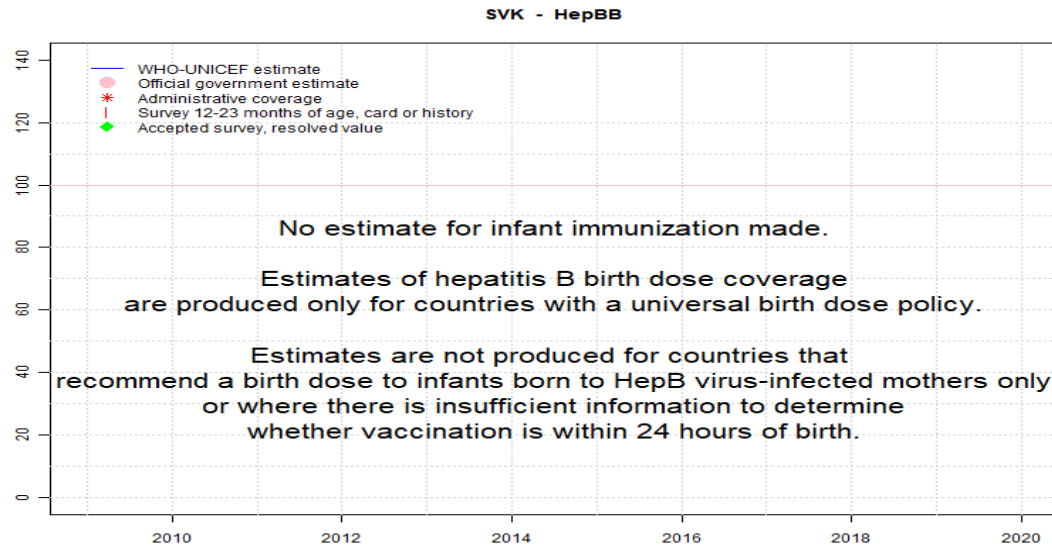 SVK - HepBB
WHO-UNICEF estimate
Official government estimate
Administrative coverage
Survey 12-23 months of age, card or history
Accepted survey, resolved value
140
120
100
80
60
40
20
0
No estimate for infant immunization made.
Estimates of hepatitis B birth dose coverage
are produced only for countries with a universal birth dose policy.
Estimates are not produced for countries that
recommend a birth dose to infants born to HepB virus-infected mothers only
or where there is insufficient information to determine
whether vaccination is within 24 hours of birth.
2010 2012 2014 2016 2018 2020